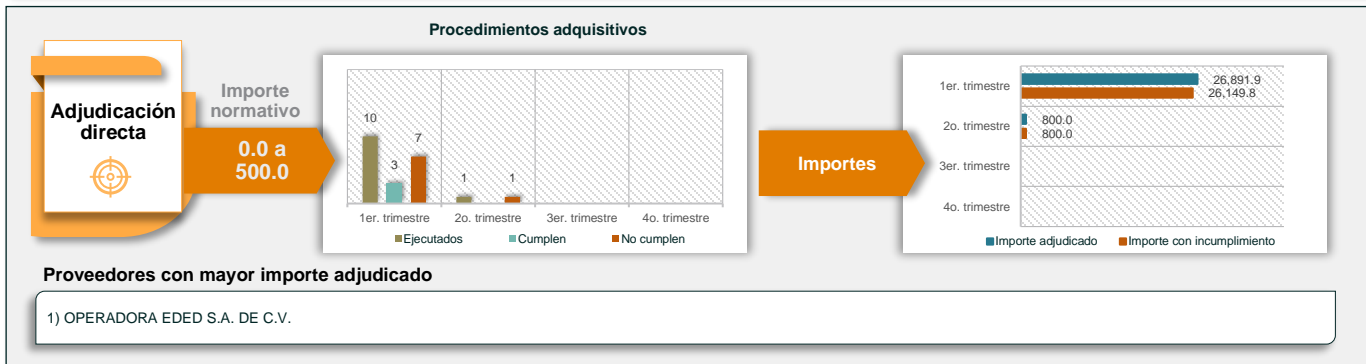 Procedimientos adquisitivos
Adjudicación
directa
Importe
normativo
0.0 a
500.0
10
3
7
1
1
1er. trimestre
2o. trimestre
3er. trimestre
4o. trimestre
Ejecutados
Cumplen
No cumplen
Importes
1er. trimestre
26,891.9
26,149.8
2o. trimestre
800.0
800.0
3er. trimestre
4o. trimestre
Importe adjudicado
Importe con incumplimiento
Proveedores con mayor importe adjudicado
1) OPERADORA EDED S.A. DE C.V.